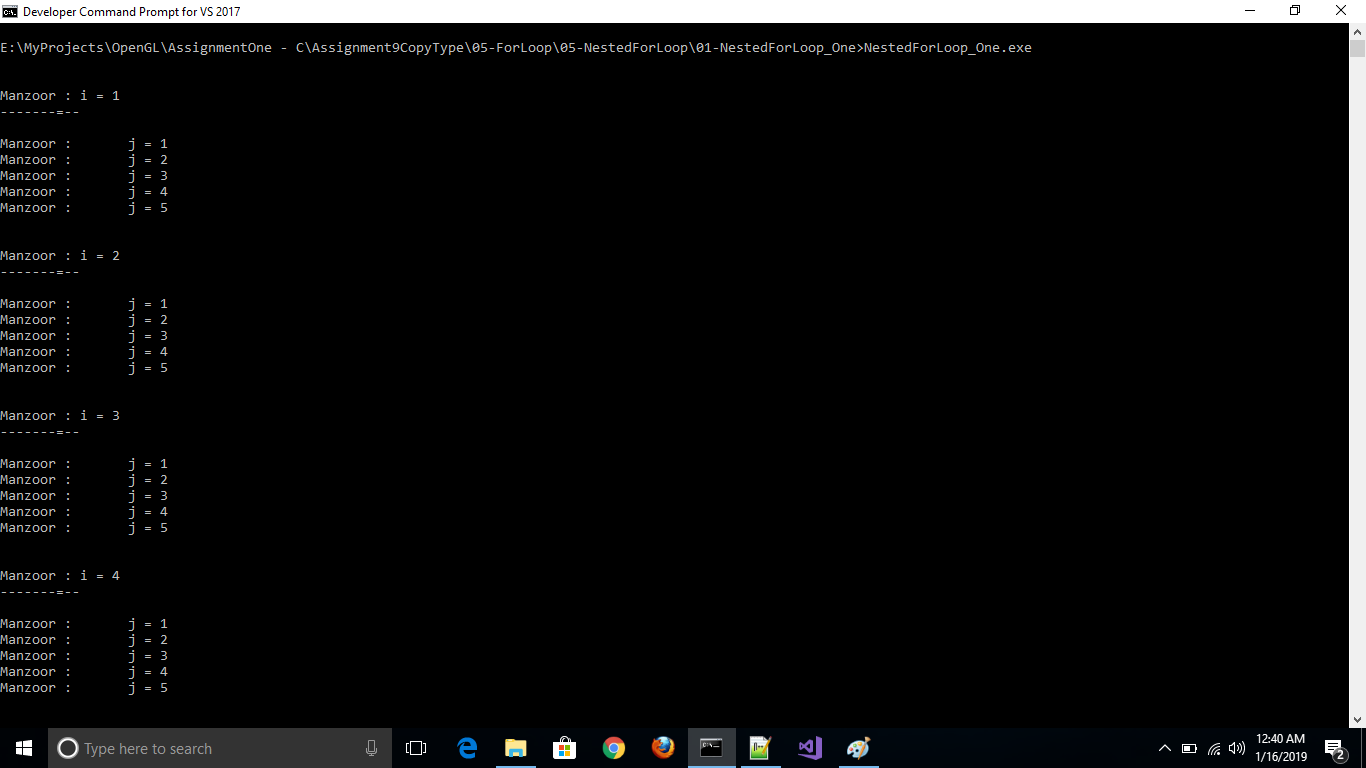 Developer Command Prompt for VS 2017
E:\MyProjects\OpenGL\AssignmentOne - C\Assignment9CopyType\05-ForLoop\05-NestedForLoop\01-NestedForLoop_One>NestedForLoop_One.exe
Manzoor : i = 1
-------=--
Manzoor :       j = 1
Manzoor :       j = 2
Manzoor :       j = 3
Manzoor :       j = 4
Manzoor :       j = 5
Manzoor : i = 2
-------=--
Manzoor :       j = 1
Manzoor :       j = 2
Manzoor :       j = 3
Manzoor :       j = 4
Manzoor :       j = 5
Manzoor : i = 3
-------=--
Manzoor :       j = 1
Manzoor :       j = 2
Manzoor :       j = 3
Manzoor :       j = 4
Manzoor :       j = 5
Manzoor : i = 4
-------=--
Manzoor :       j = 1
Manzoor :       j = 2
Manzoor :       j = 3
Manzoor :       j = 4
Manzoor :       j = 5
Type here to search
12:40 AM
1/16/2019
2